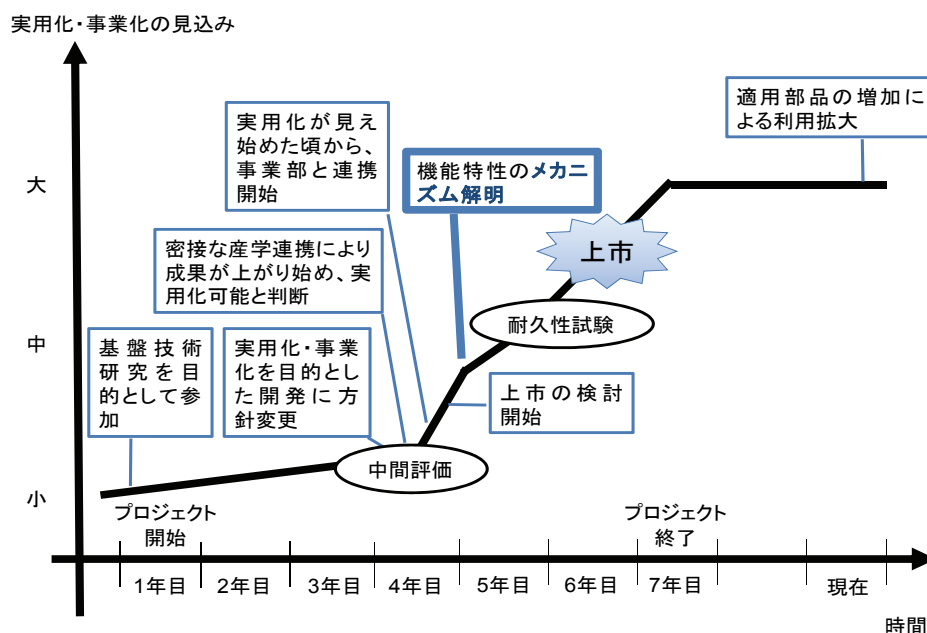 実用化・事業化の見込み
適用部品の増加に
よる利用拡大
実用化が見え
始めた頃から、
事業部と連携
開始
機能特性のメカニ
ズム解明
大
上市
密接な産学連携により
成果が上がり始め、実
用化可能と判断
耐久性試験
中
基盤技術
研究を目
的として参
加
実用化・事業
化を目的とし
た開発に方
針変更
上市の検討
開始
中間評価
小
プロジェクト
開始
プロジェクト
終了
1年目
2年目
3年目
4年目
5年目
6年目
7年目
現在
時間